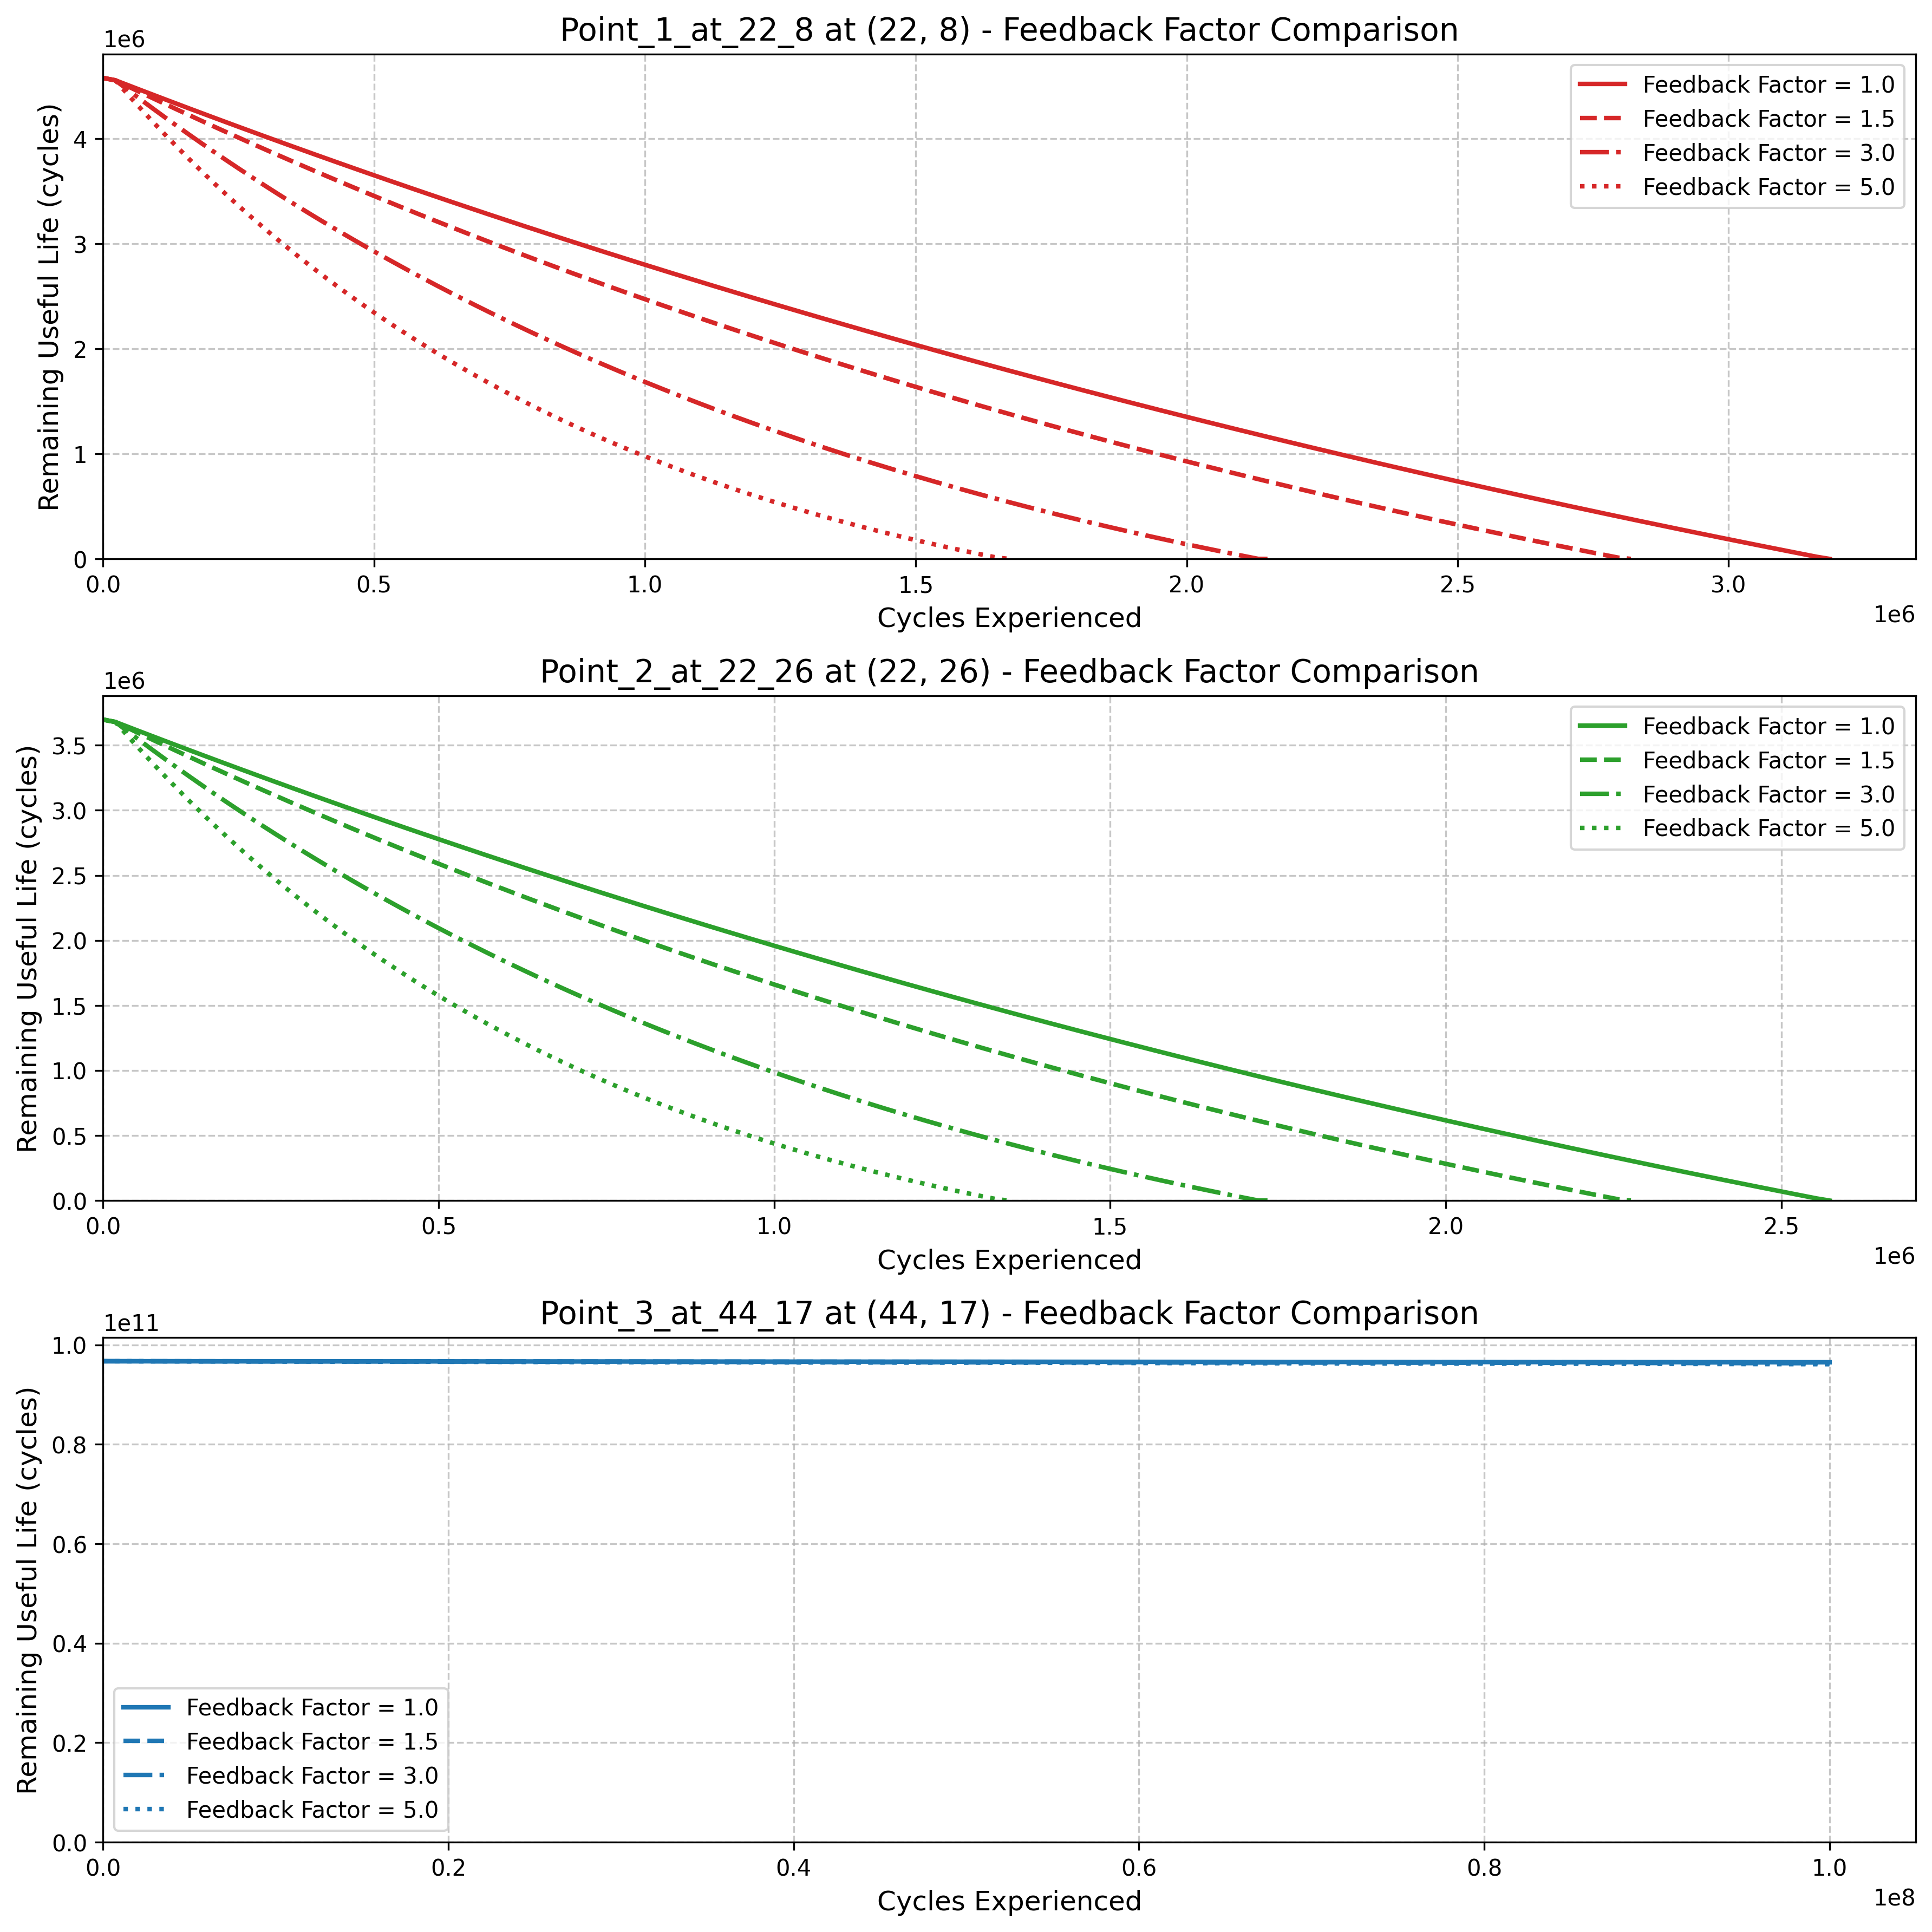 Point_1_at_22_8 at (22, 8) - Feedback Factor Comparison
1e6
Remaining Useful Life (cycles)
4
3
2
1
0
Feedback Factor = 1.0
Feedback Factor = 1.5
Feedback Factor = 3.0
Feedback Factor = 5.0
0.0 0.5 1.0 1.5 2.0 2.5 3.0
1e6
Cycles Experienced
Point_2_at_22_26 at (22, 26) - Feedback Factor Comparison
1e6
Remaining Useful Life (cycles)
3.5
3.0
2.5
2.0
1.5
1.0
0.5
0.0
Feedback Factor = 1.0
Feedback Factor = 1.5
Feedback Factor = 3.0
Feedback Factor = 5.0
0.0 0.5 1.0 1.5 2.0 2.5
1e6
Cycles Experienced
Point_3_at_44_17 at (44, 17) - Feedback Factor Comparison
1e11
Remaining Useful Life (cycles)
1.0
0.8
0.6
0.4
0.2
0.0
Feedback Factor = 1.0
Feedback Factor = 1.5
Feedback Factor = 3.0
Feedback Factor = 5.0
0.0 0.2 0.4 0.6 0.8 1.0
1e8
Cycles Experienced